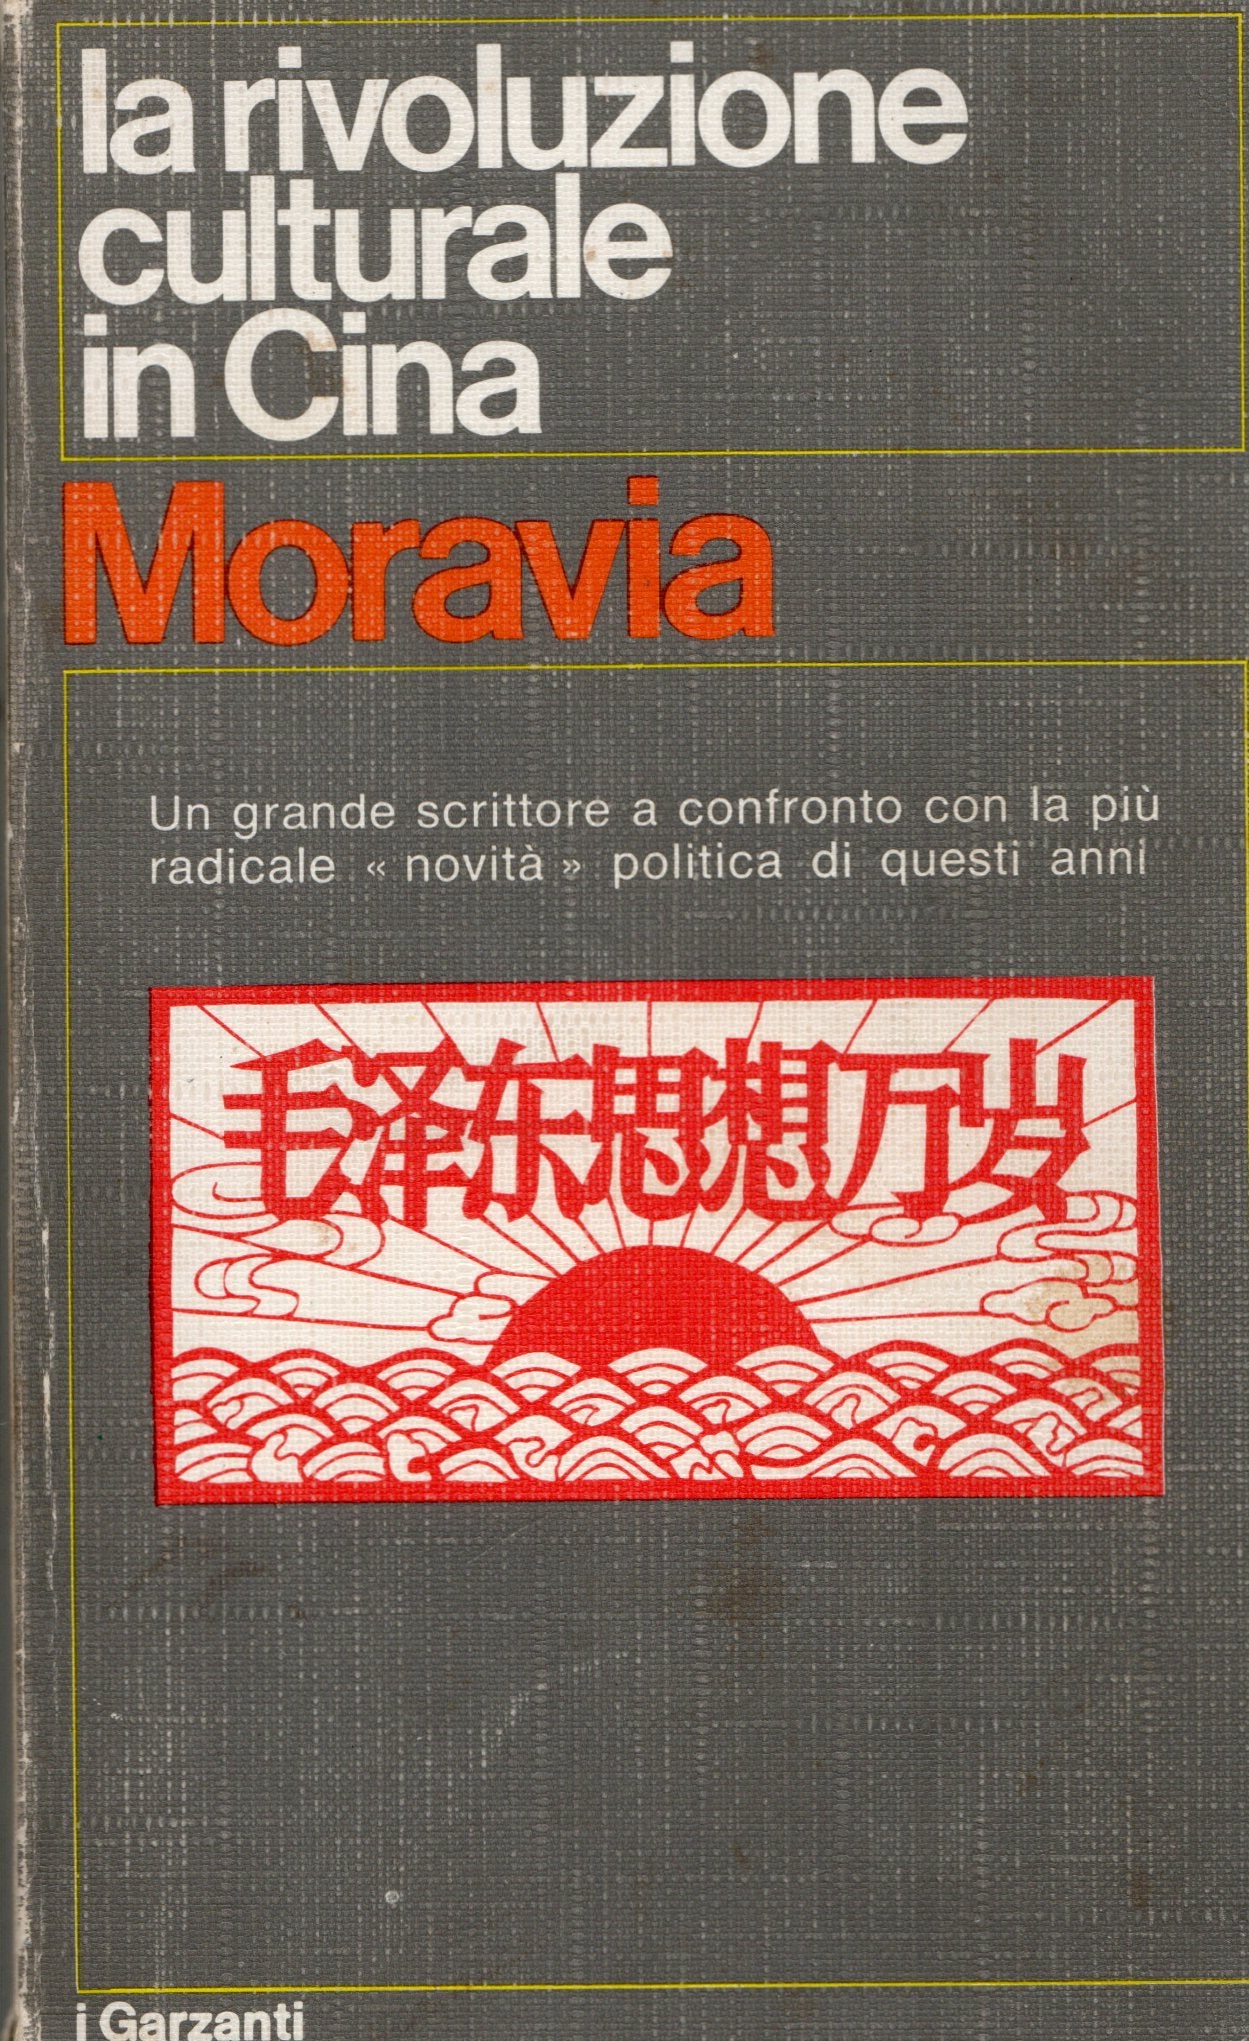 la rivoluzione
culturale
in Cina
Moravia
Un grande scrittore a confronto con la più
radicale « novità » politica di questi anni
毛泽东思想万岁
i Garzanti